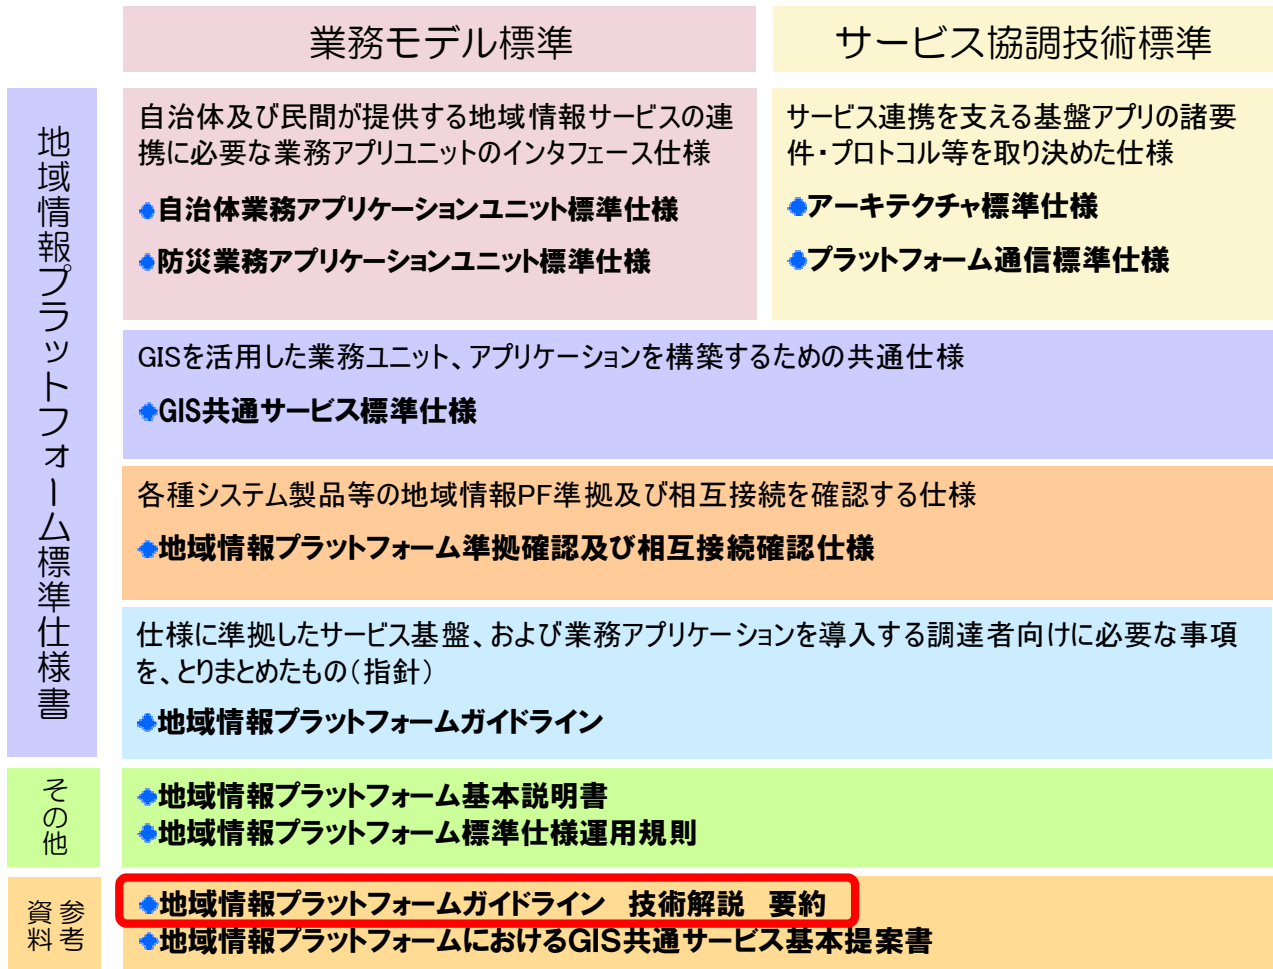 業務モデル標準
サービス協調技術標準
地域情報プラットフォーム標準仕様書
自治体及び民間が提供する地域情報サービスの連
携に必要な業務アプリユニットのインタフェース仕様
◆自治体業務アプリケーションユニット標準仕様
◆防災業務アプリケーションユニット標準仕様
サービス連携を支える基盤アプリの諸要
件・プロトコル等を取り決めた仕様
◆アーキテクチャ標準仕様
◆プラットフォーム通信標準仕様
GISを活用した業務ユニット、アプリケーションを構築するための共通仕様
◆GIS共通サービス標準仕様
各種システム製品等の地域情報PF準拠及び相互接続を確認する仕様
◆地域情報プラットフォーム準拠確認及び相互接続確認仕様
仕様に準拠したサービス基盤、および業務アプリケーションを導入する調達者向けに必要な事項
を、とりまとめたもの（指針）
◆地域情報プラットフォームガイドライン
その他
◆地域情報プラットフォーム基本説明書
◆地域情報プラットフォーム標準仕様運用規則
参考
資料
◆地域情報プラットフォームガイドライン　技術解説　要約
◆地域情報プラットフォームにおけるGIS共通サービス基本提案書